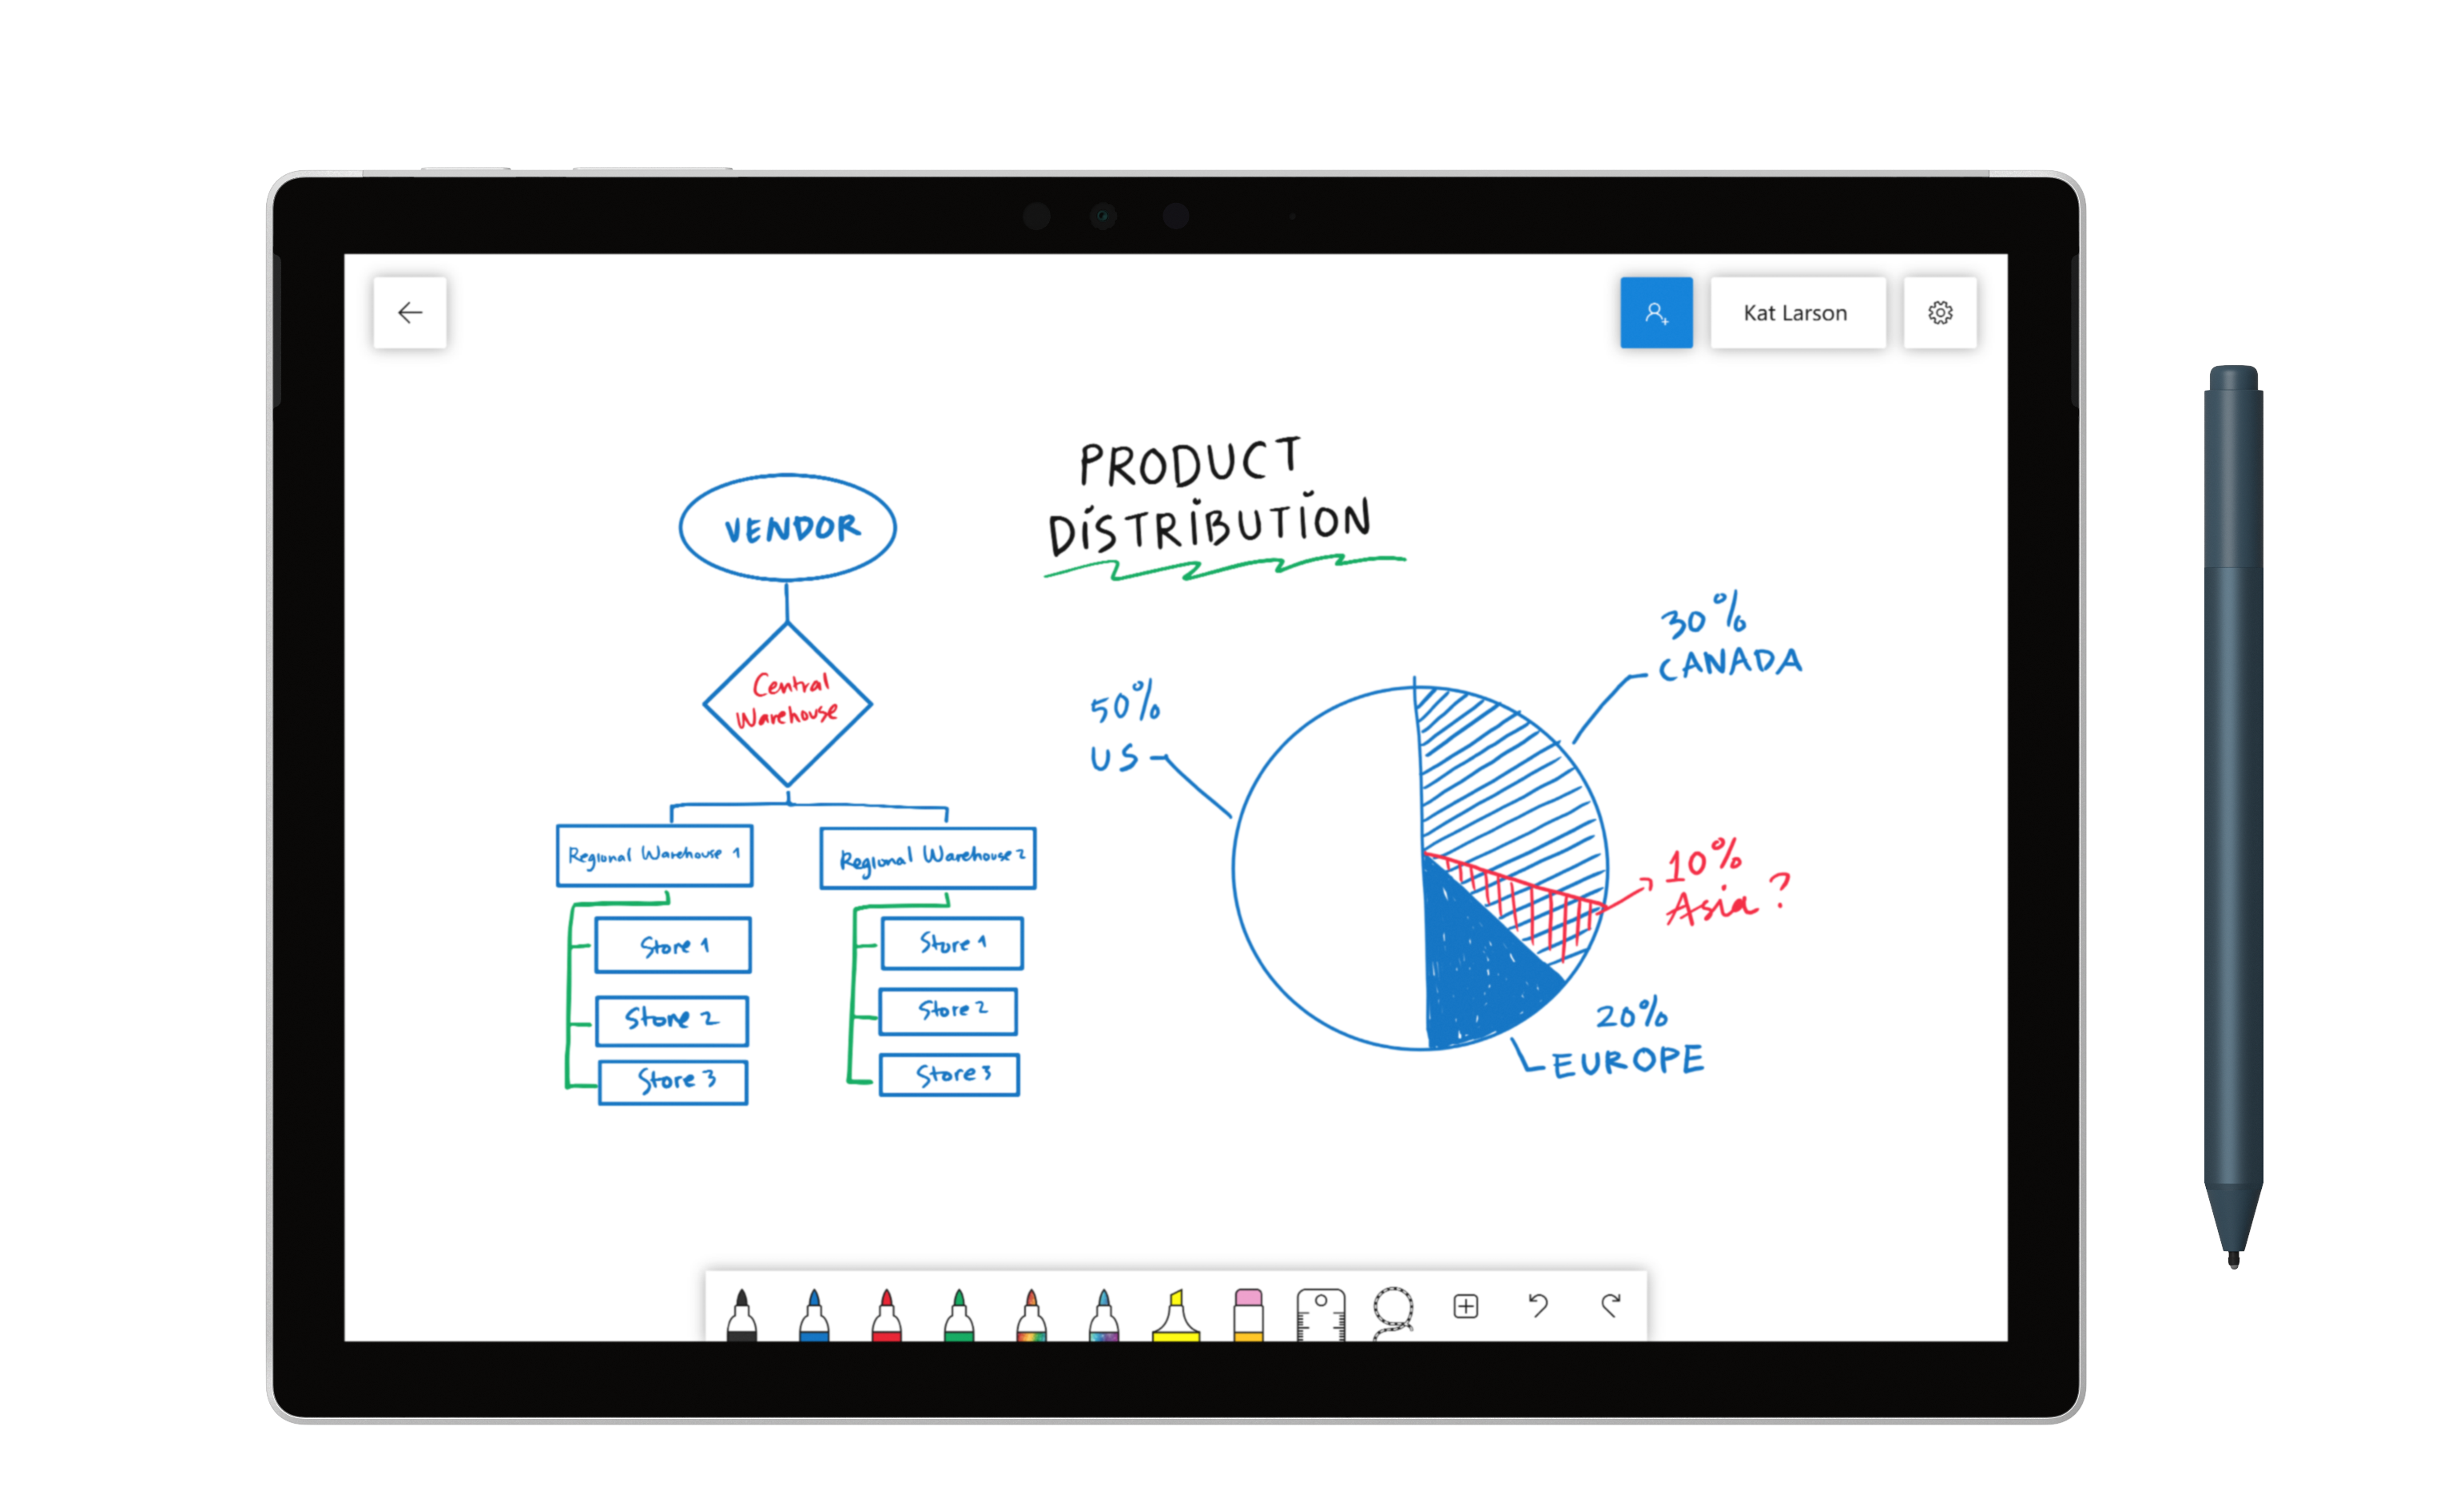 Kat Larson
PRODUCT
DiSTRiBUTiON
VENDOR
Central
Warehouse
Regional Warehouse 1
Store 1
Store 2
Store 3
Regional Warehouse 2
Store 1
Store 2
Store 3
50%
US
30%
CANADA
10%
Asia?
20%
EUROPE